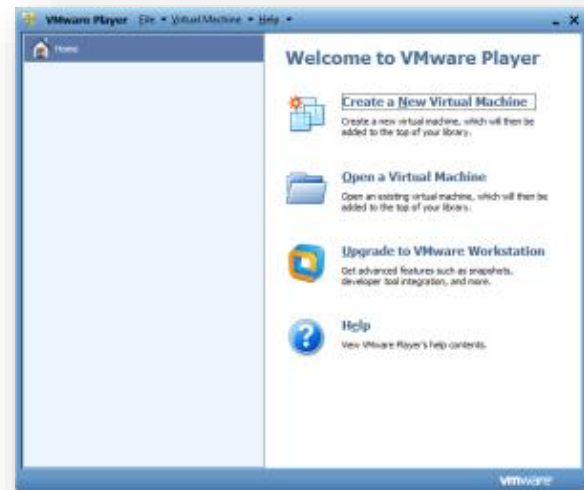 VMware Player File Virtual Machine Help
Home
Welcome to VMware Player
Create a New Virtual Machine
Create a new virtual machine, which will then be
added to the top of your library.
Open a Virtual Machine
Open an existing virtual machine, which will then be
added to the top of your library.
Upgrade to VMware Workstation
Get advanced features such as snapshots,
developer tool integration, and more.
Help
View VMware Player's help contents.
vmware